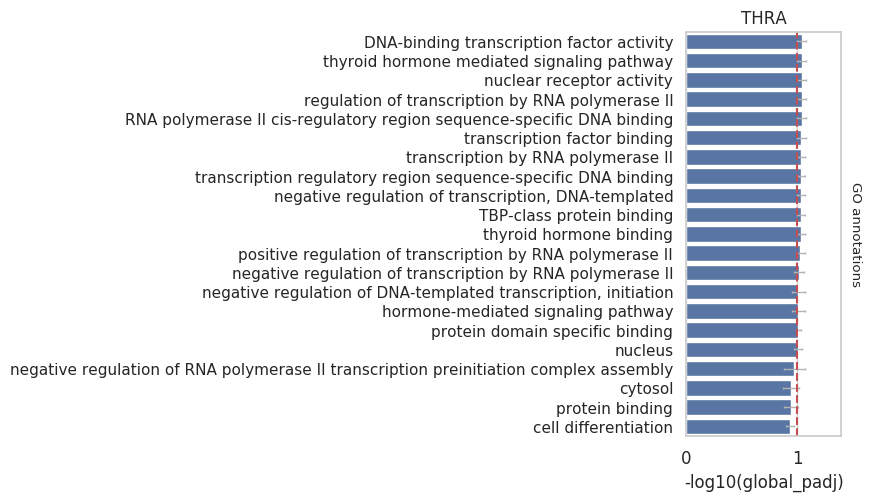 THRA
DNA-binding transcription factor activity
thyroid hormone mediated signaling pathway
nuclear receptor activity
regulation of transcription by RNA polymerase II
RNA polymerase II cis-regulatory region sequence-specific DNA binding
transcription factor binding
transcription by RNA polymerase II
transcription regulatory region sequence-specific DNA binding
negative regulation of transcription, DNA-templated
TBP-class protein binding
thyroid hormone binding
positive regulation of transcription by RNA polymerase II
negative regulation of transcription by RNA polymerase II
negative regulation of DNA-templated transcription, initiation
hormone-mediated signaling pathway
protein domain specific binding
nucleus
negative regulation of RNA polymerase II transcription preinitiation complex assembly
cytosol
protein binding
cell differentiation
GO annotations
0 1
-log10(global_padj)